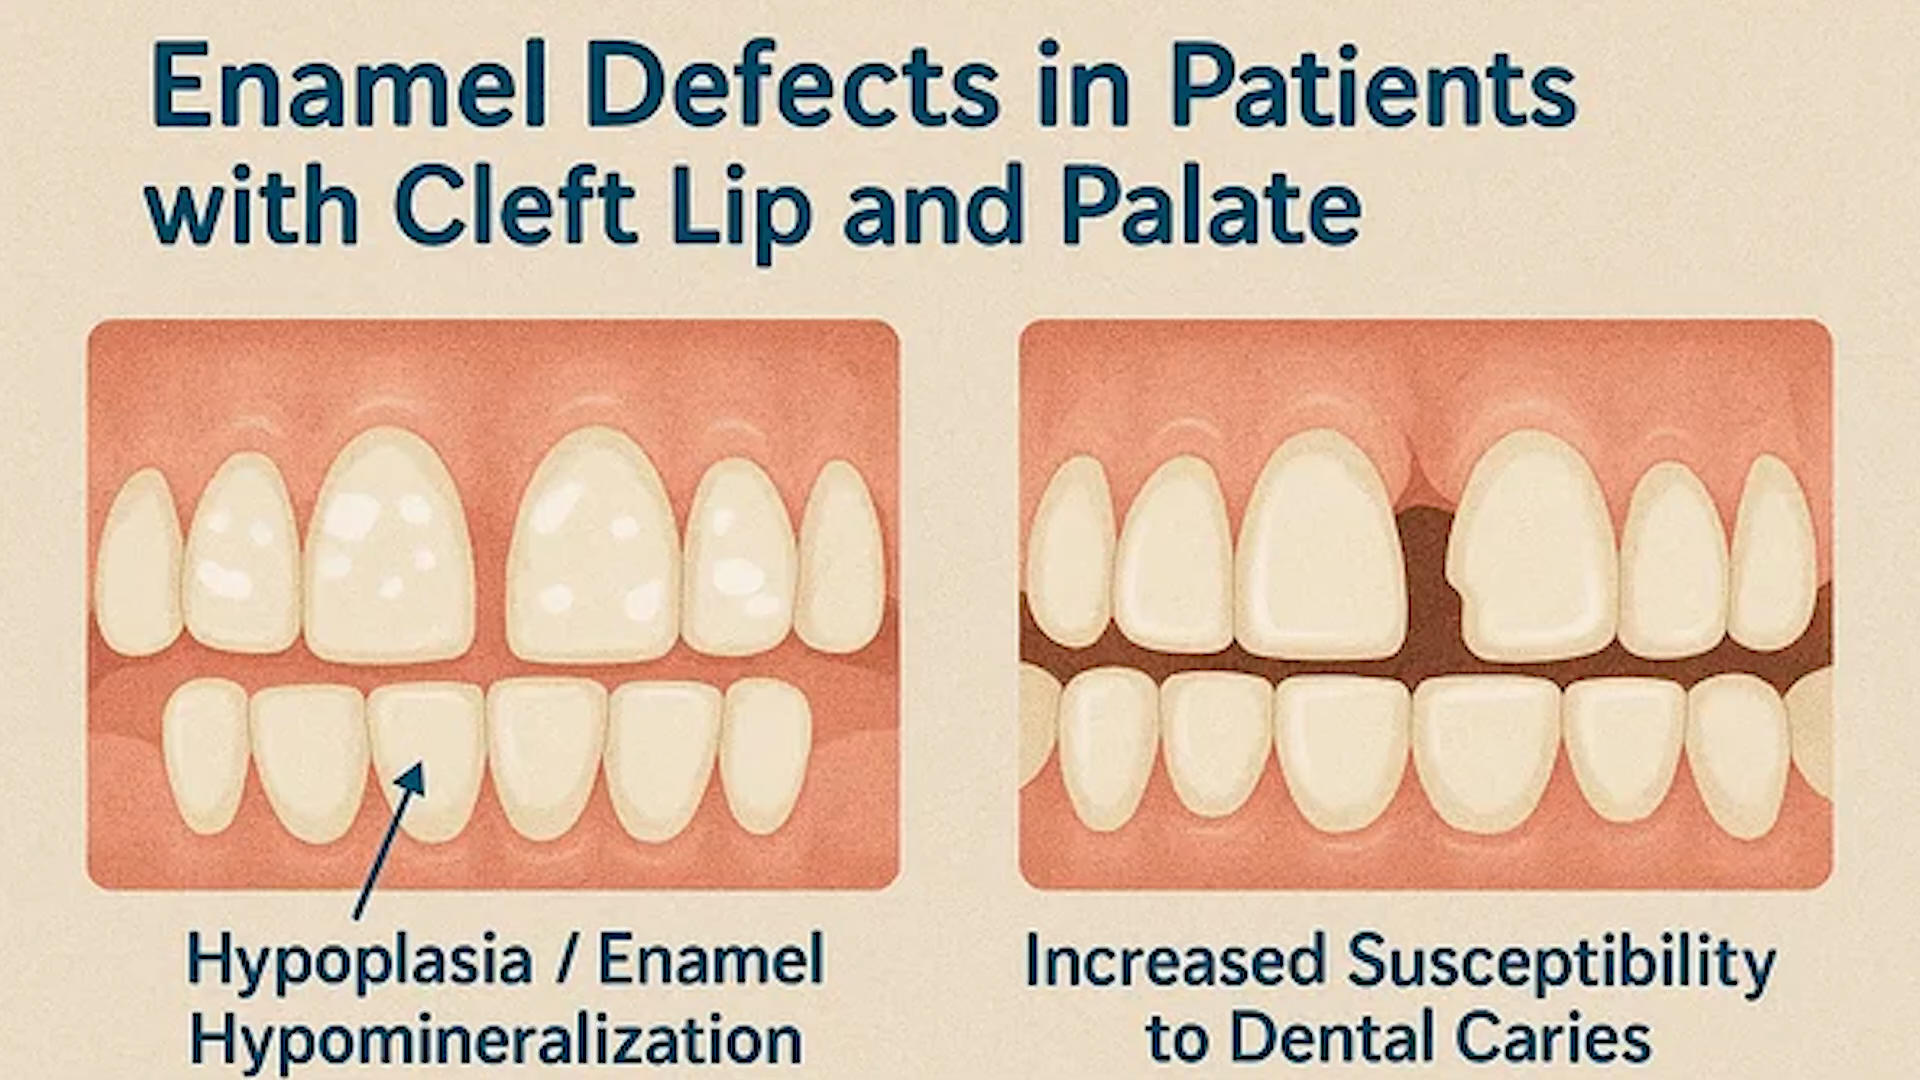 Enamel Defects in Patients
with Cleft Lip and Palate
Hypoplasia / Enamel
Hypomineralization
Increased Susceptibility
to Dental Caries